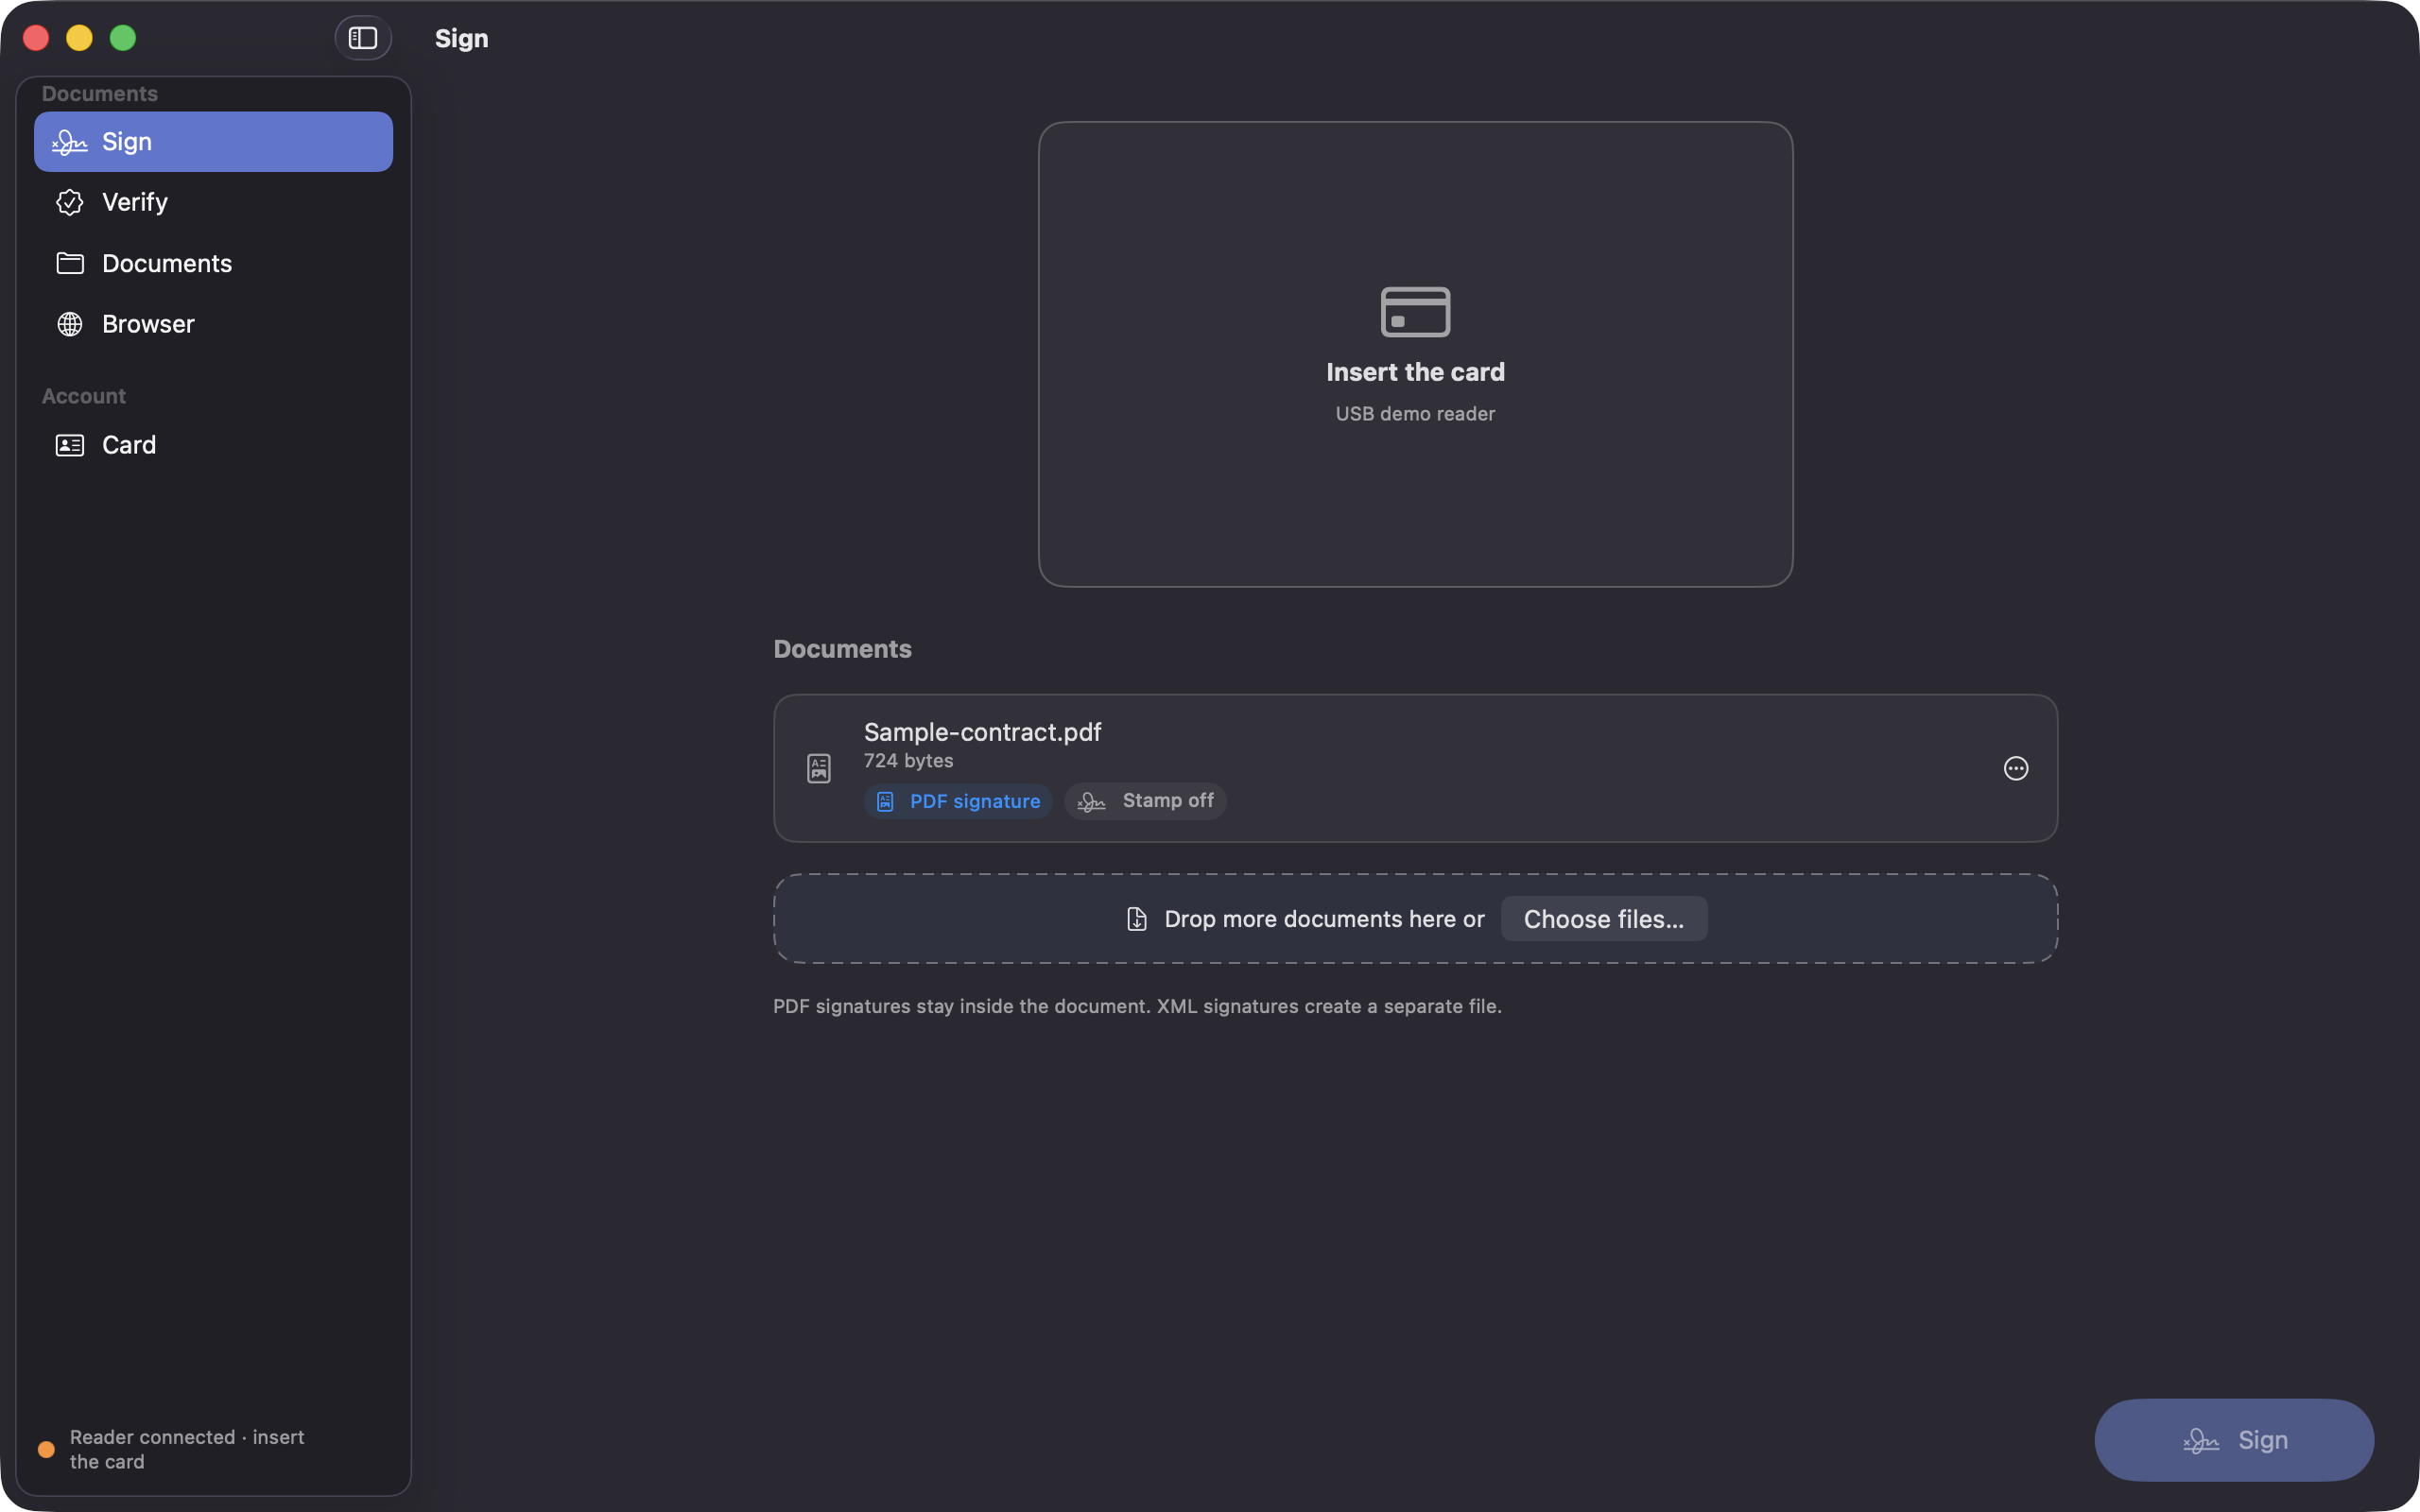 Sign
Documents
Sign
Verify
Documents
Browser
Account
Card
Reader connected · insert
the card
Insert the card
USB demo reader
Documents
Sample-contract.pdf
724 bytes
PDF signature
Stamp off
Drop more documents here or
Choose files...
PDF signatures stay inside the document. XML signatures create a separate file.
Sign